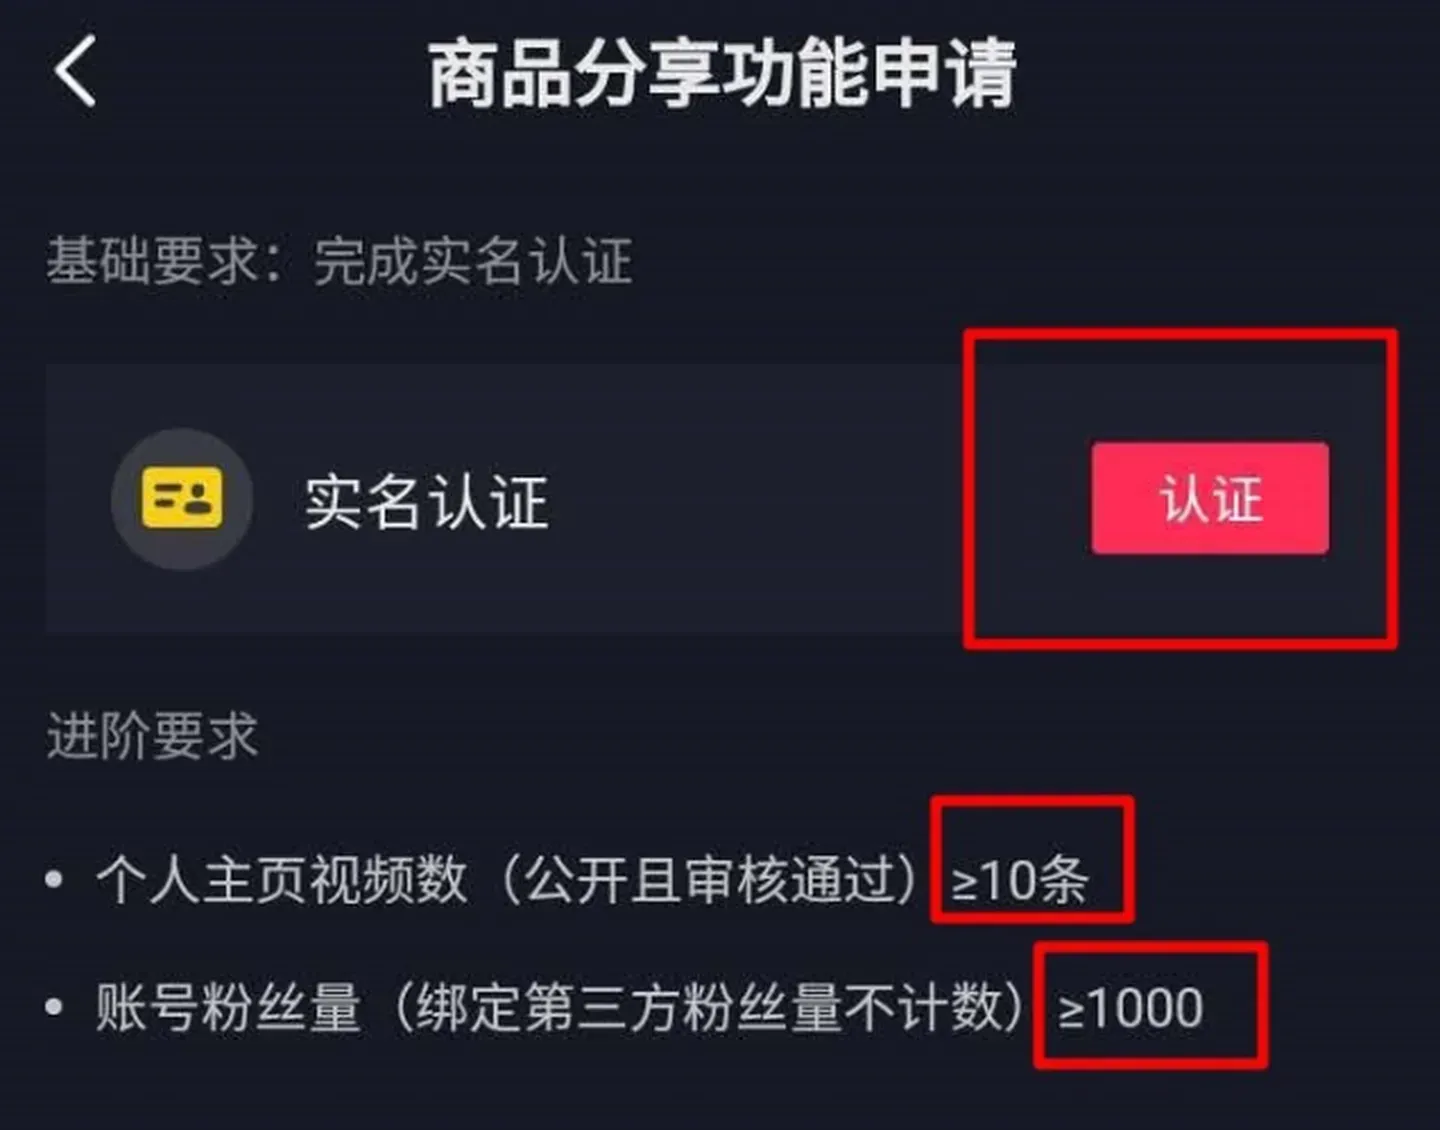 商品分享功能申请
基础要求：完成实名认证
实名认证
认证
进阶要求
• 个人主页视频数（公开且审核通过）≥10条
• 账号粉丝量（绑定第三方粉丝量不计数）≥1000